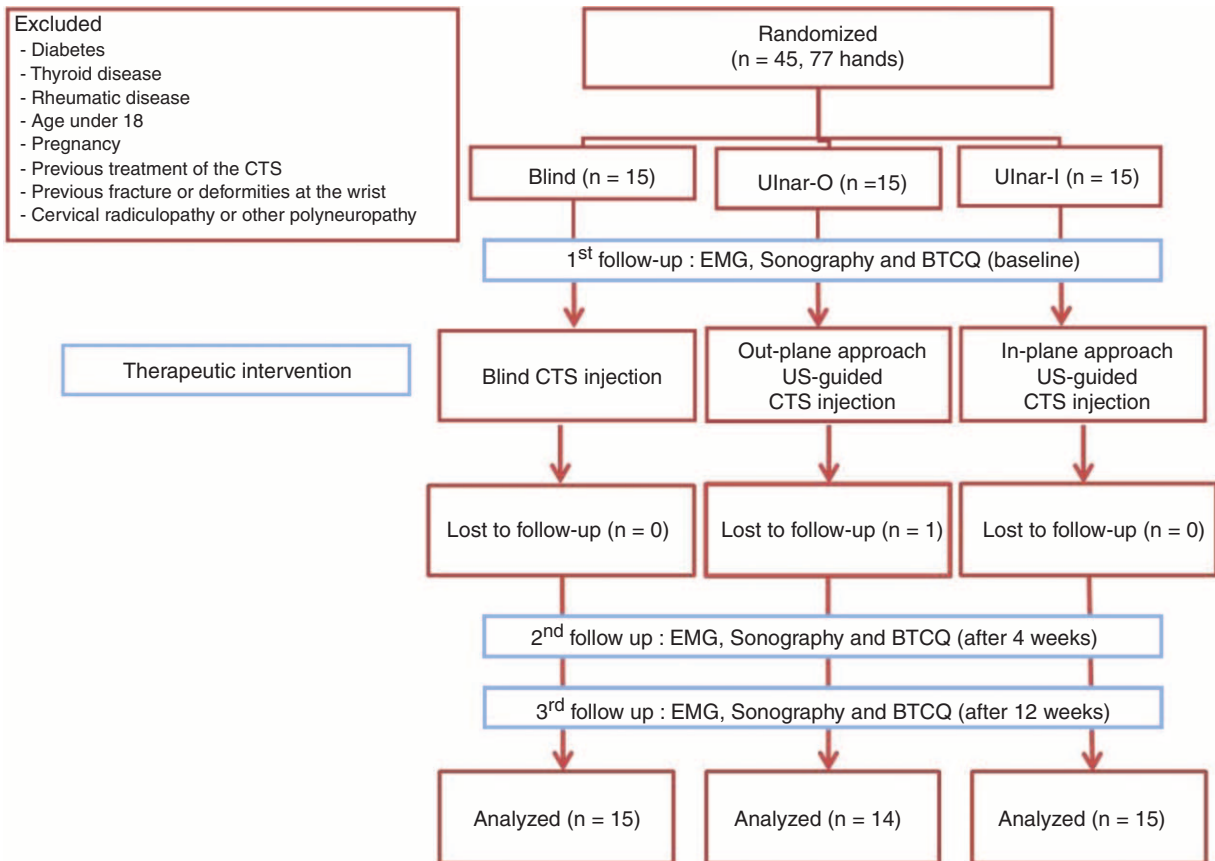 Excluded
- Diabetes
- Thyroid disease
- Rheumatic disease
- Age under 18
- Pregnancy
- Previous treatment of the CTS
- Previous fracture or deformities at the wrist
- Cervical radiculopathy or other polyneuropathy
Randomized
(n = 45, 77 hands)
Blind (n = 15)
Ulnar-O (n =15)
Ulnar-I (n = 15)
1st follow-up : EMG, Sonography and BTCQ (baseline)
Therapeutic intervention
Blind CTS injection
Out-plane approach
US-guided
CTS injection
In-plane approach
US-guided
CTS injection
Lost to follow-up (n = 0)
Lost to follow-up (n = 1)
Lost to follow-up (n = 0)
2nd follow up : EMG, Sonography and BTCQ (after 4 weeks)
3rd follow up : EMG, Sonography and BTCQ (after 12 weeks)
Analyzed (n = 15)
Analyzed (n = 14)
Analyzed (n = 15)